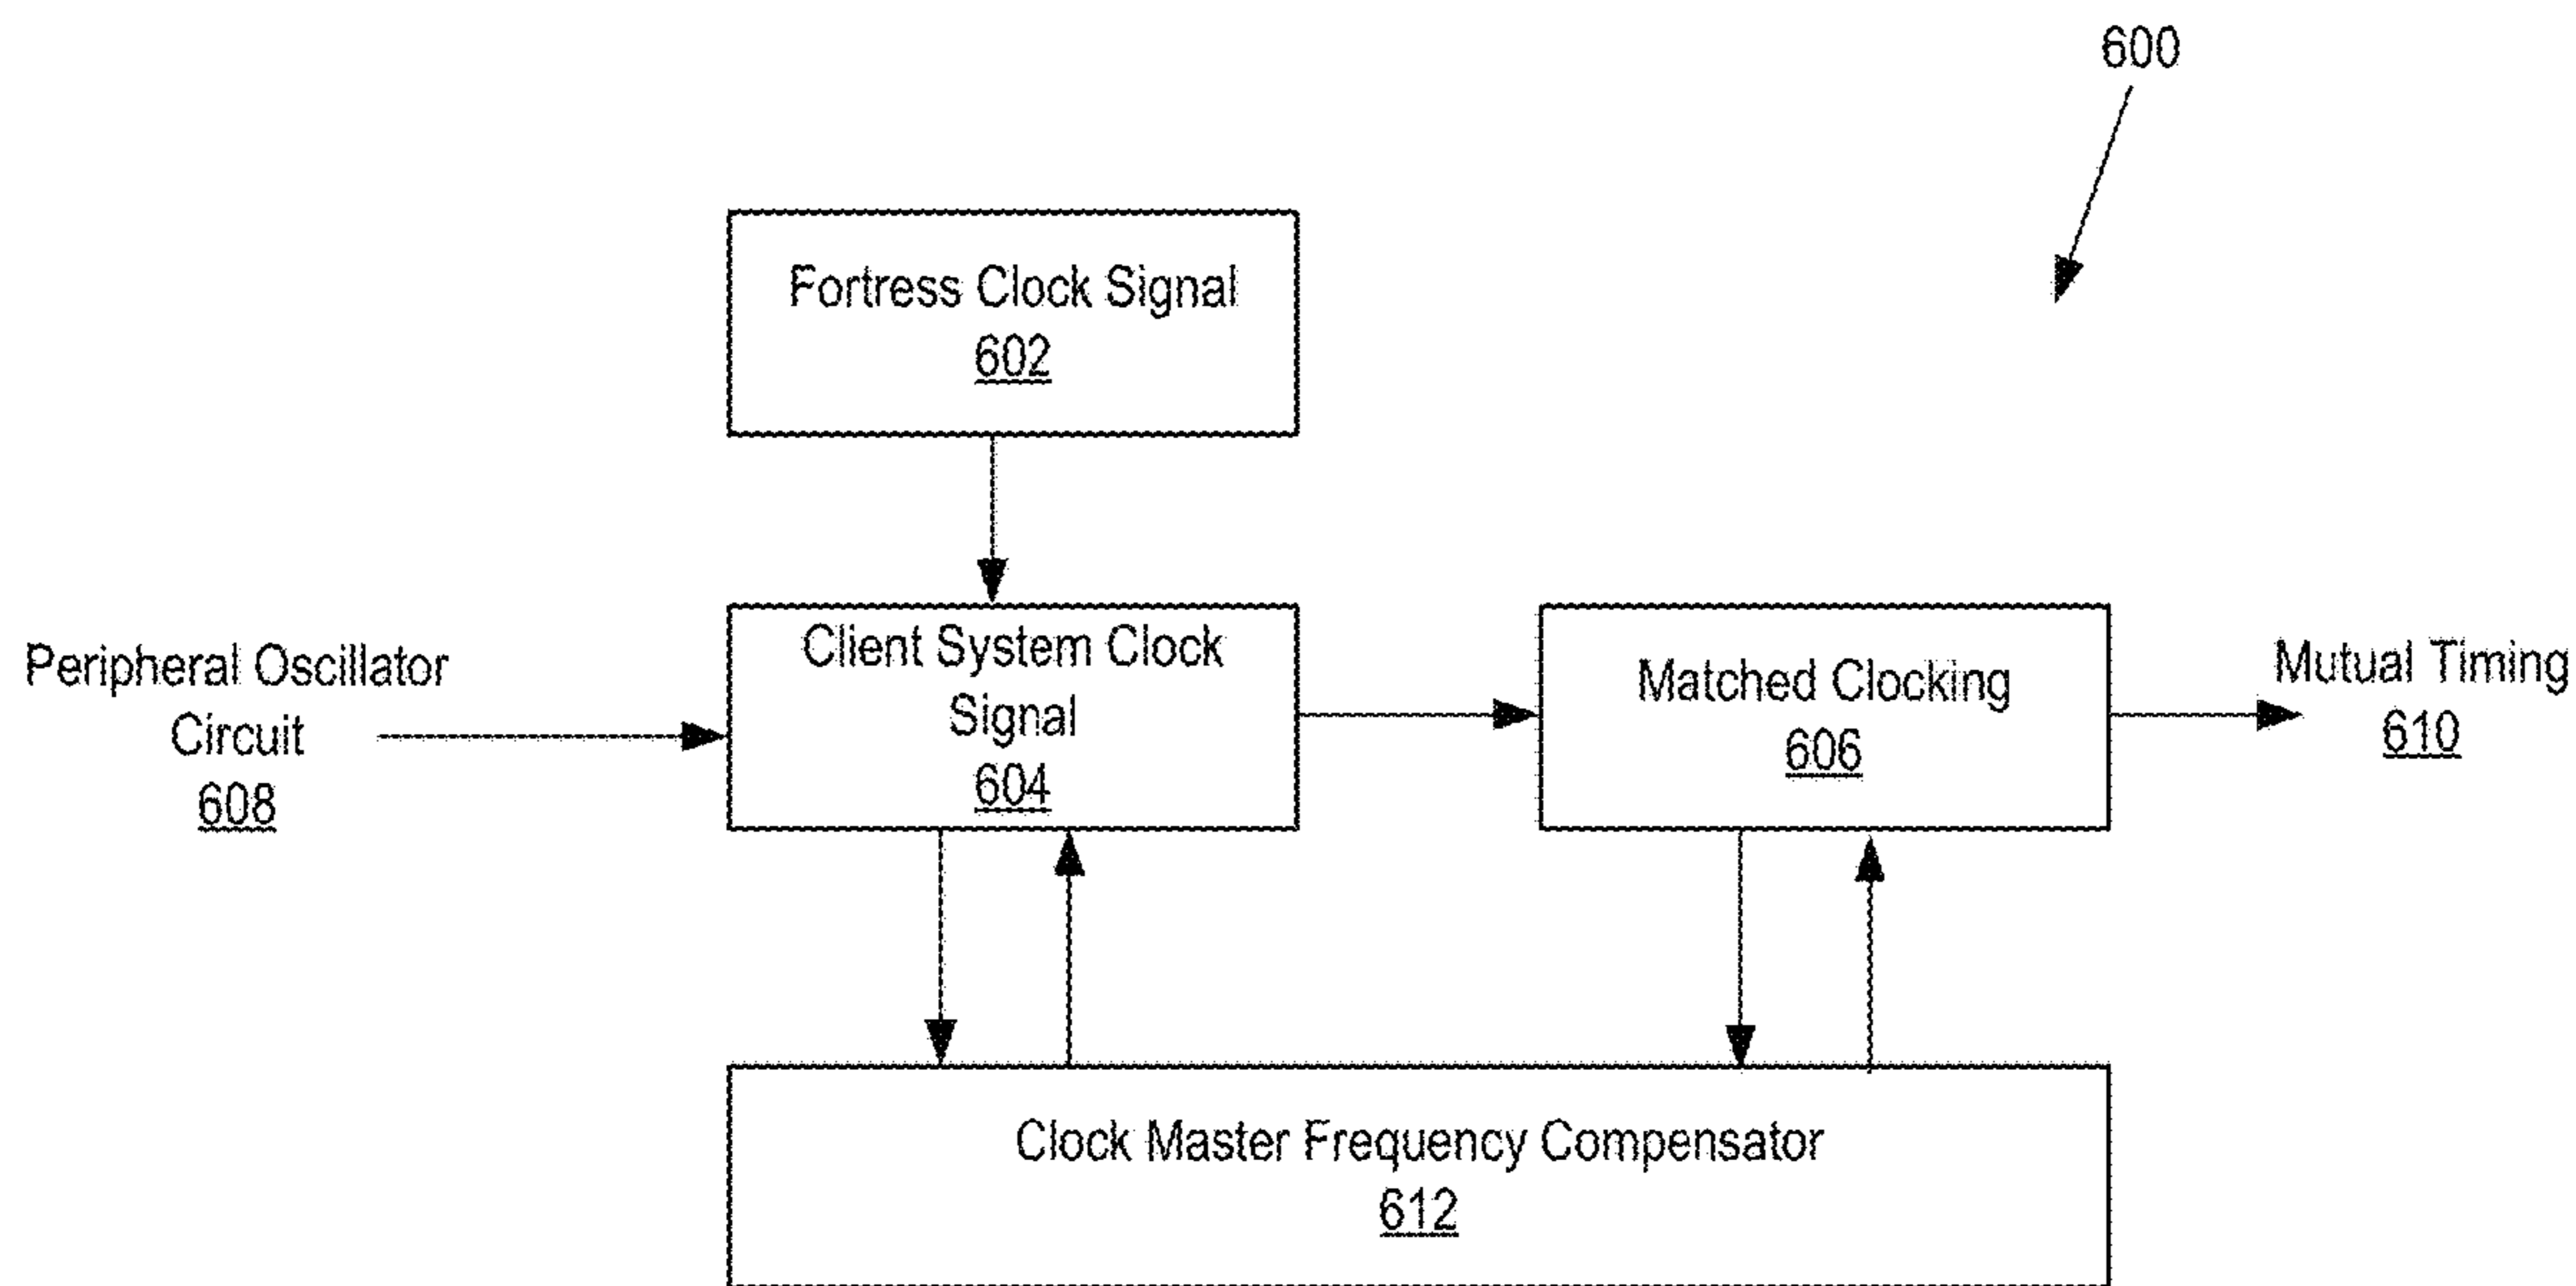 600
Fortress Clock Signal
602
Peripheral Oscillator
Circuit
608
Client System Clock
Signal
604
Matched Clocking
606
Mutual Timing
610
Clock Master Frequency Compensator
612